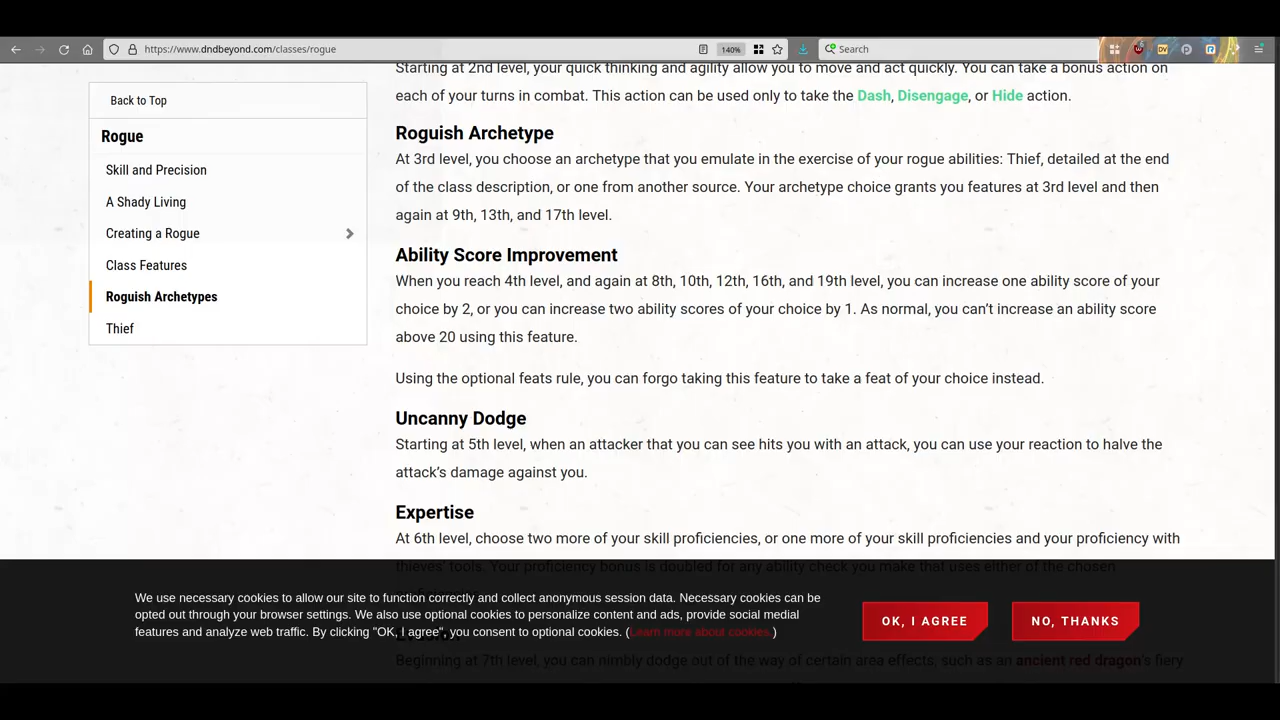 https://www.dndbeyond.com/classes/rogue
140%
Search
Back to Top
Rogue
Skill and Precision
A Shady Living
Creating a Rogue
Class Features
Roguish Archetypes
Thief
Starting at 2nd level, your quick thinking and agility allow you to move and act quickly. You can take a bonus action on
each of your turns in combat. This action can be used only to take the Dash, Disengage, or Hide action.
Roguish Archetype
At 3rd level, you choose an archetype that you emulate in the exercise of your rogue abilities: Thief, detailed at the end
of the class description, or one from another source. Your archetype choice grants you features at 3rd level and then
again at 9th, 13th, and 17th level.
Ability Score Improvement
When you reach 4th level, and again at 8th, 10th, 12th, 16th, and 19th level, you can increase one ability score of your
choice by 2, or you can increase two ability scores of your choice by 1. As normal, you can’t increase an ability score
above 20 using this feature.
Using the optional feats rule, you can forgo taking this feature to take a feat of your choice instead.
Uncanny Dodge
Starting at 5th level, when an attacker that you can see hits you with an attack, you can use your reaction to halve the
attack’s damage against you.
Expertise
At 6th level, choose two more of your skill proficiencies, or one more of your skill proficiencies and your proficiency with
thieves’ tools. Your proficiency bonus is doubled for any ability check you make that uses either of the chosen
Beginning at 7th level, you can nimbly dodge out of the way of certain area effects, such as an ancient red dragon’s fiery
We use necessary cookies to allow our site to function correctly and collect anonymous session data. Necessary cookies can be
opted out through your browser settings. We also use optional cookies to personalize content and ads, provide social medial
features and analyze web traffic. By clicking "OK, I agree", you consent to optional cookies. (Learn more about cookies.)
OK, I AGREE
NO, THANKS